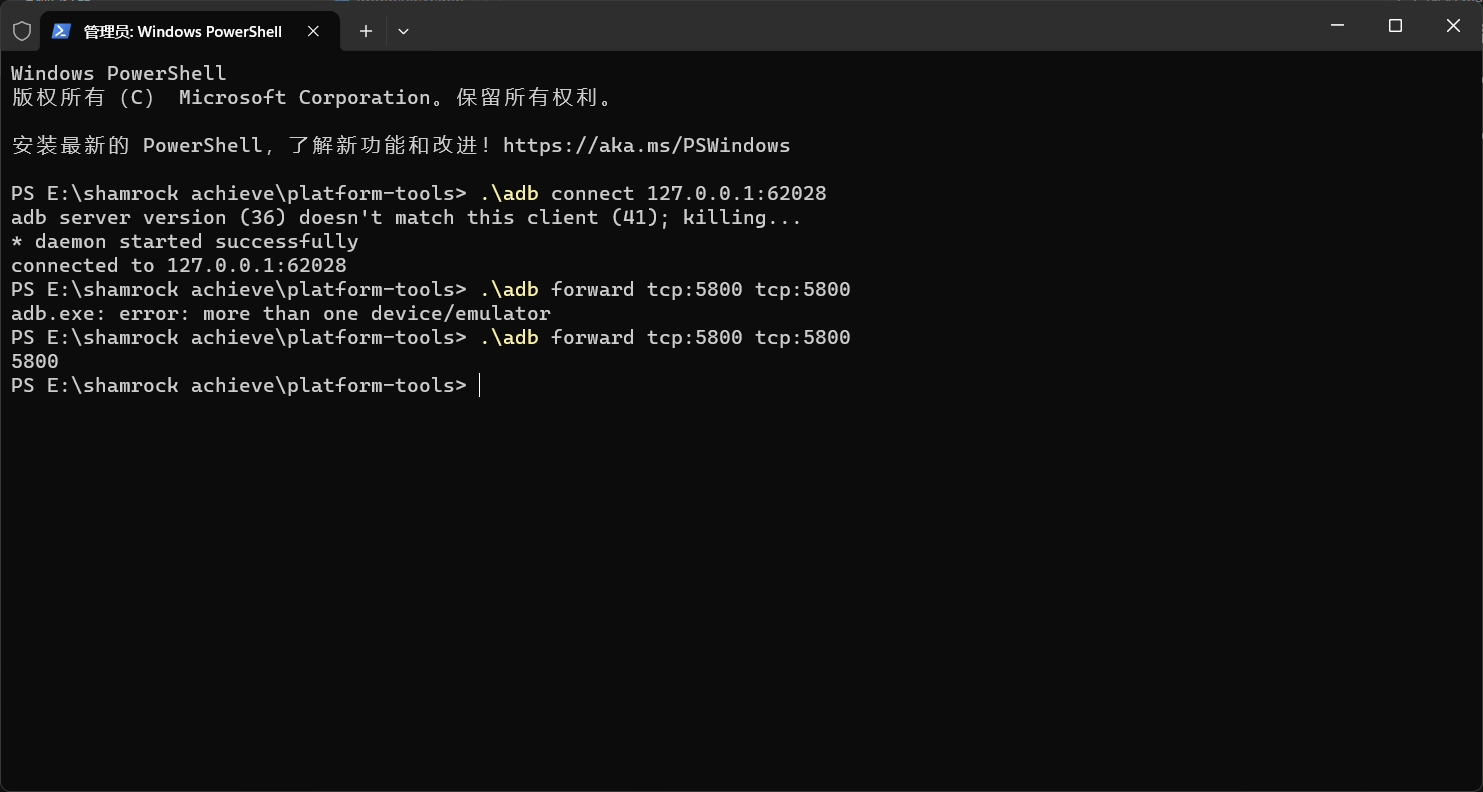 管理员: Windows PowerShell
Windows PowerShell
版权所有（C） Microsoft Corporation。保留所有权利。
安装最新的 PowerShell，了解新功能和改进！https://aka.ms/PSWindows
PS E:\shamrock achieve\platform-tools> .\adb connect 127.0.0.1:62028
adb server version (36) doesn't match this client (41); killing...
* daemon started successfully
connected to 127.0.0.1:62028
PS E:\shamrock achieve\platform-tools> .\adb forward tcp:5800 tcp:5800
adb.exe: error: more than one device/emulator
PS E:\shamrock achieve\platform-tools> .\adb forward tcp:5800 tcp:5800
5800
PS E:\shamrock achieve\platform-tools>